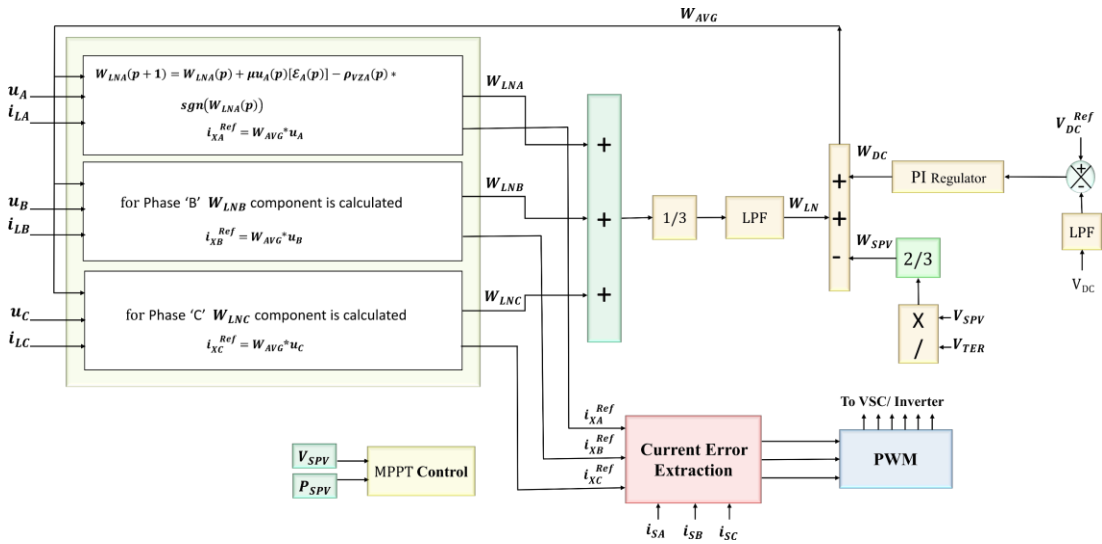 W_AVG
W_LNA(p + 1) = W_LNA(p) + μu_A(p)[ℰ_A(p)] − ρ_VZA(p) *
sgn(W_LNA(p))
i_XA^Ref = W_AVG*u_A
u_A
i_LA
W_LNA
for Phase 'B' W_LNB component is calculated
i_XB^Ref = W_AVG*u_B
u_B
i_LB
W_LNB
for Phase 'C' W_LNC component is calculated
i_XC^Ref = W_AVG*u_C
u_C
i_LC
W_LNC
+
+
+
1/3
LPF
W_LN
W_DC
+
+
-
W_SPV
PI Regulator
V_DC^Ref
+
-
LPF
V_DC
2/3
X
/
V_SPV
V_TER
V_SPV
P_SPV
MPPT Control
i_XA^Ref
i_XB^Ref
i_XC^Ref
Current Error
Extraction
i_SA
i_SB
i_SC
To VSC/ Inverter
PWM